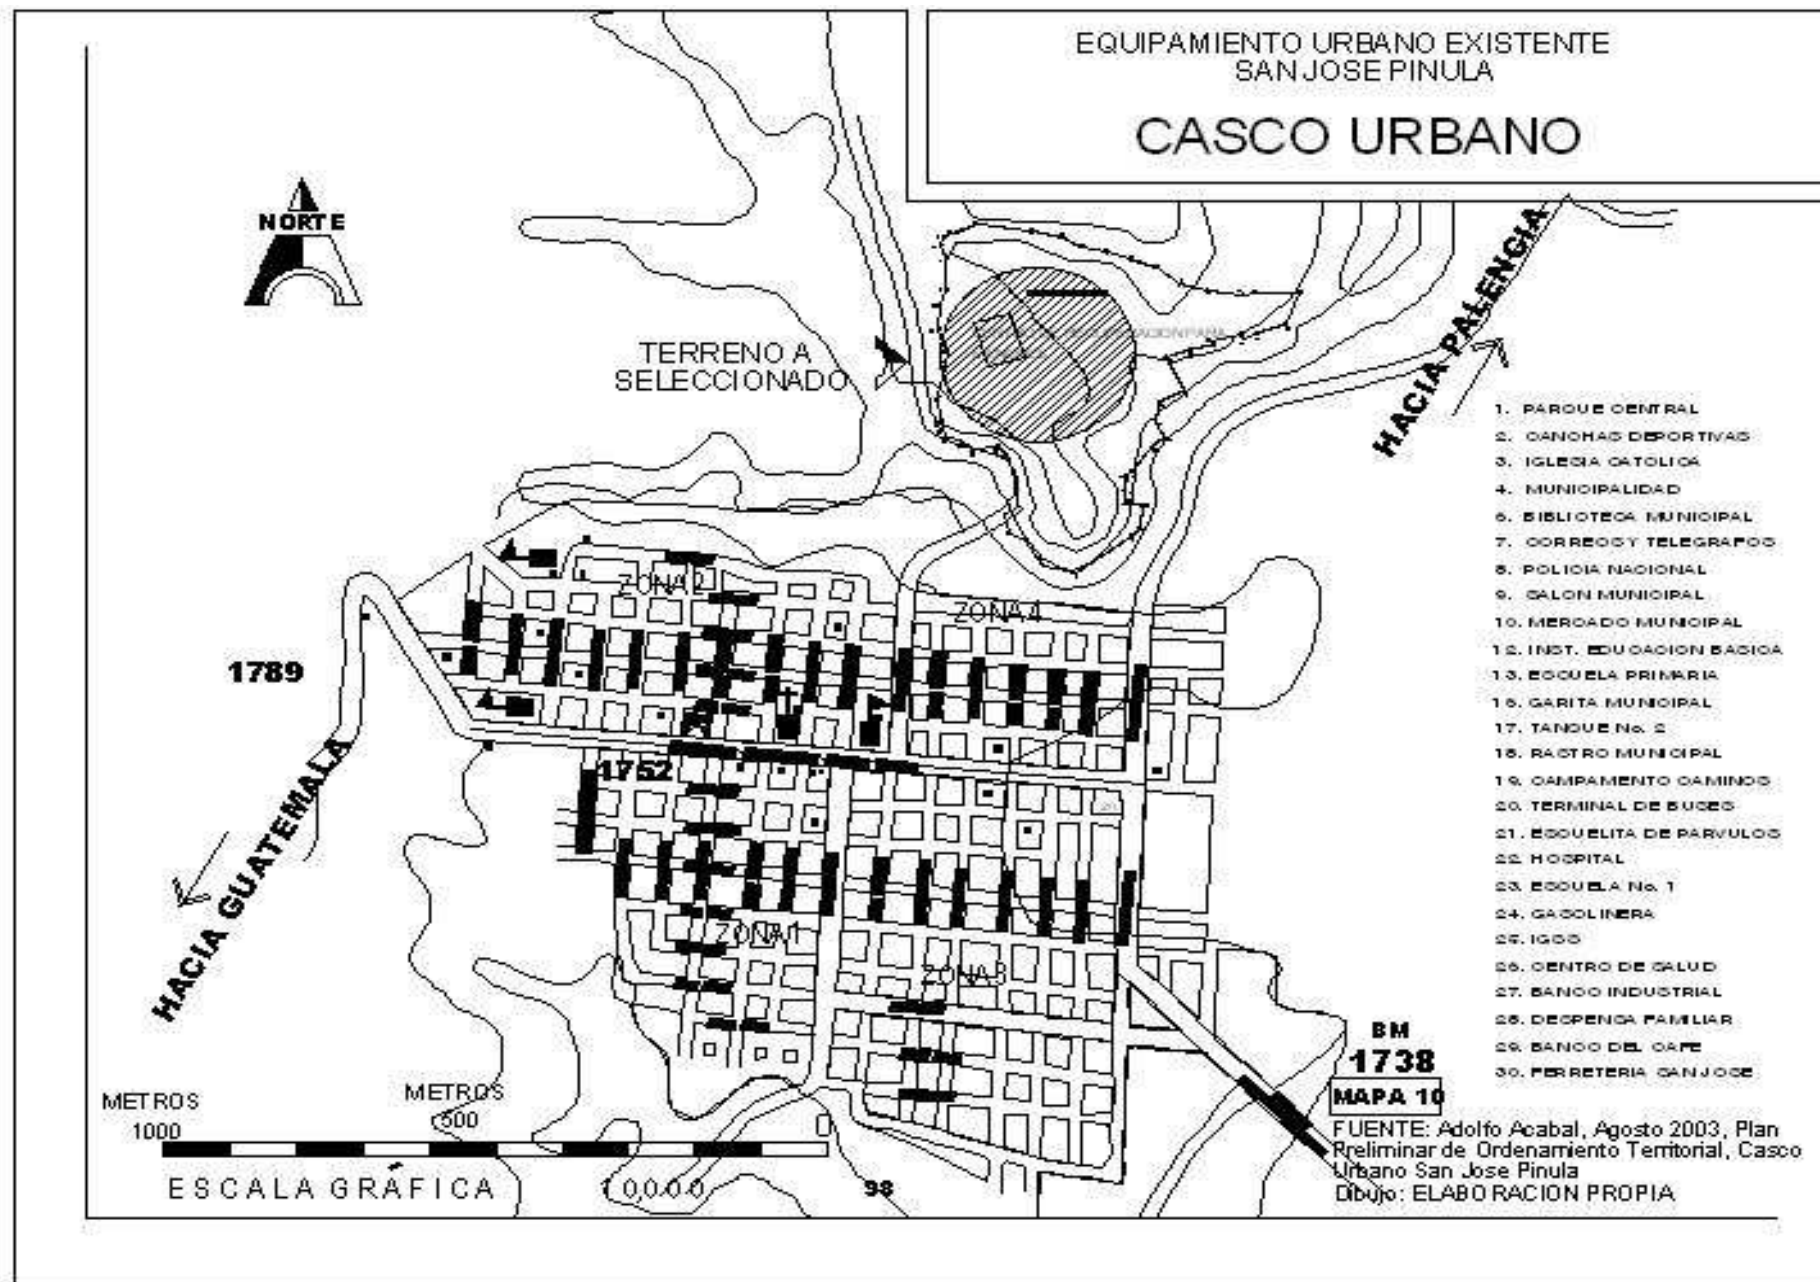 EQUIPAMIENTO URBANO EXISTENTE
SAN JOSE PINULA
CASCO URBANO
NORTE
TERRENO A
SELECCIONADO
HACIA PALENCIA
1. PARQUE CENTRAL
2. CANCHAS DEPORTIVAS
3. IGLESIA CATOLICA
4. MUNICIPALIDAD
6. BIBLIOTECA MUNICIPAL
7. CORREOS Y TELEGRAFOS
8. POLICIA NACIONAL
9. SALON MUNICIPAL
10. MERCADO MUNICIPAL
12. INST. EDUCACION BASICA
13. ESCUELA PRIMARIA
16. GARITA MUNICIPAL
17. TANQUE No. 2
18. RASTRO MUNICIPAL
19. CAMPAMENTO CAMINOS
20. TERMINAL DE BUSES
21. ESCUELITA DE PARVULOS
22. HOSPITAL
23. ESCUELA No. 1
24. GASOLINERA
25. IGSS
26. CENTRO DE SALUD
27. BANCO INDUSTRIAL
28. DESPENSA FAMILIAR
29. BANCO DEL CAFE
30. FERRETERIA SAN JOSE
ZONA 2
ZONA 4
1789
1752
HACIA GUATEMALA
ZONA 1
ZONA 3
BM
1738
MAPA 10
METROS
1000
METROS
500
0
ESCALA GRÁFICA
98
FUENTE: Adolfo Acabal, Agosto 2003, Plan
Preliminar de Ordenamiento Territorial, Casco
Urbano San Jose Pinula
Dibujo: ELABORACION PROPIA